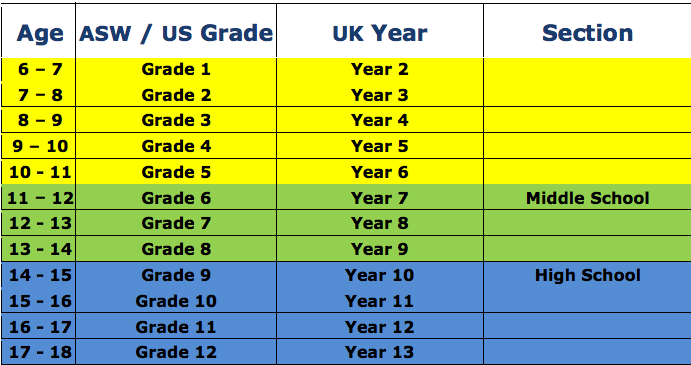 Age ASW / US Grade UK Year Section
6 – 7 Grade 1 Year 2
7 – 8 Grade 2 Year 3
8 – 9 Grade 3 Year 4
9 – 10 Grade 4 Year 5
10 - 11 Grade 5 Year 6
11 – 12 Grade 6 Year 7 Middle School
12 - 13 Grade 7 Year 8
13 - 14 Grade 8 Year 9
14 - 15 Grade 9 Year 10 High School
15 - 16 Grade 10 Year 11
16 - 17 Grade 11 Year 12
17 - 18 Grade 12 Year 13